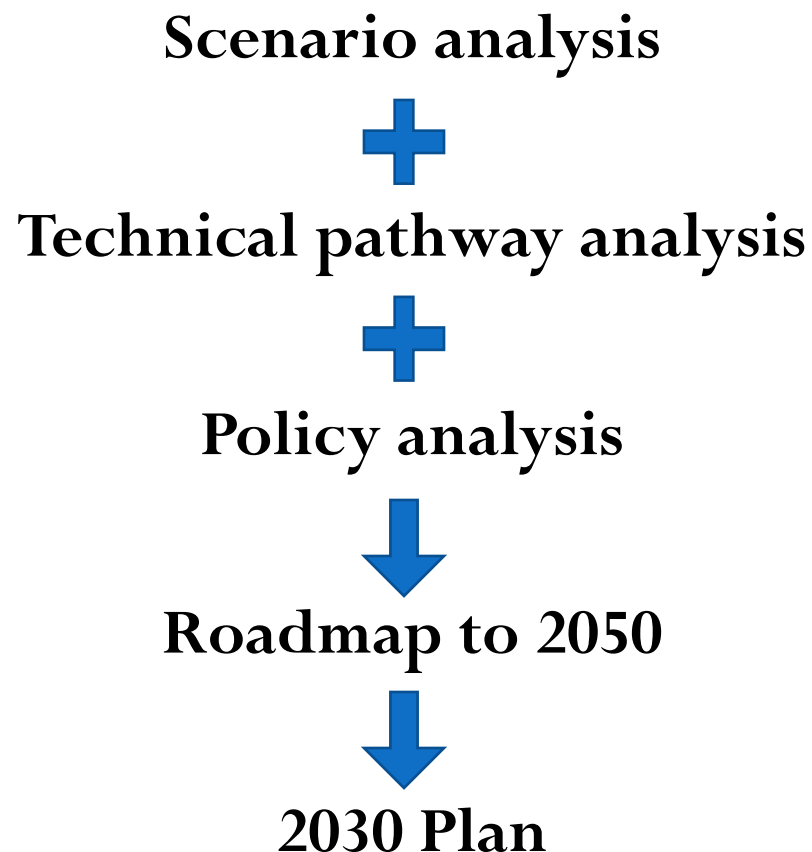 Scenario analysis
Technical pathway analysis
Policy analysis
Roadmap to 2050
2030 Plan